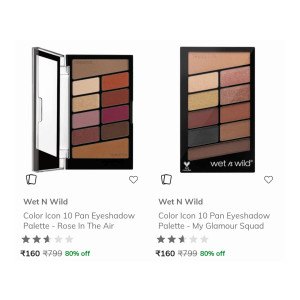 wet n wild®
Wet N Wild
Color Icon 10 Pan Eyeshadow
Palette - Rose In The Air
₹160 ₹799 80% off
Wet N Wild
Color Icon 10 Pan Eyeshadow
Palette - My Glamour Squad
₹160 ₹799 80% off